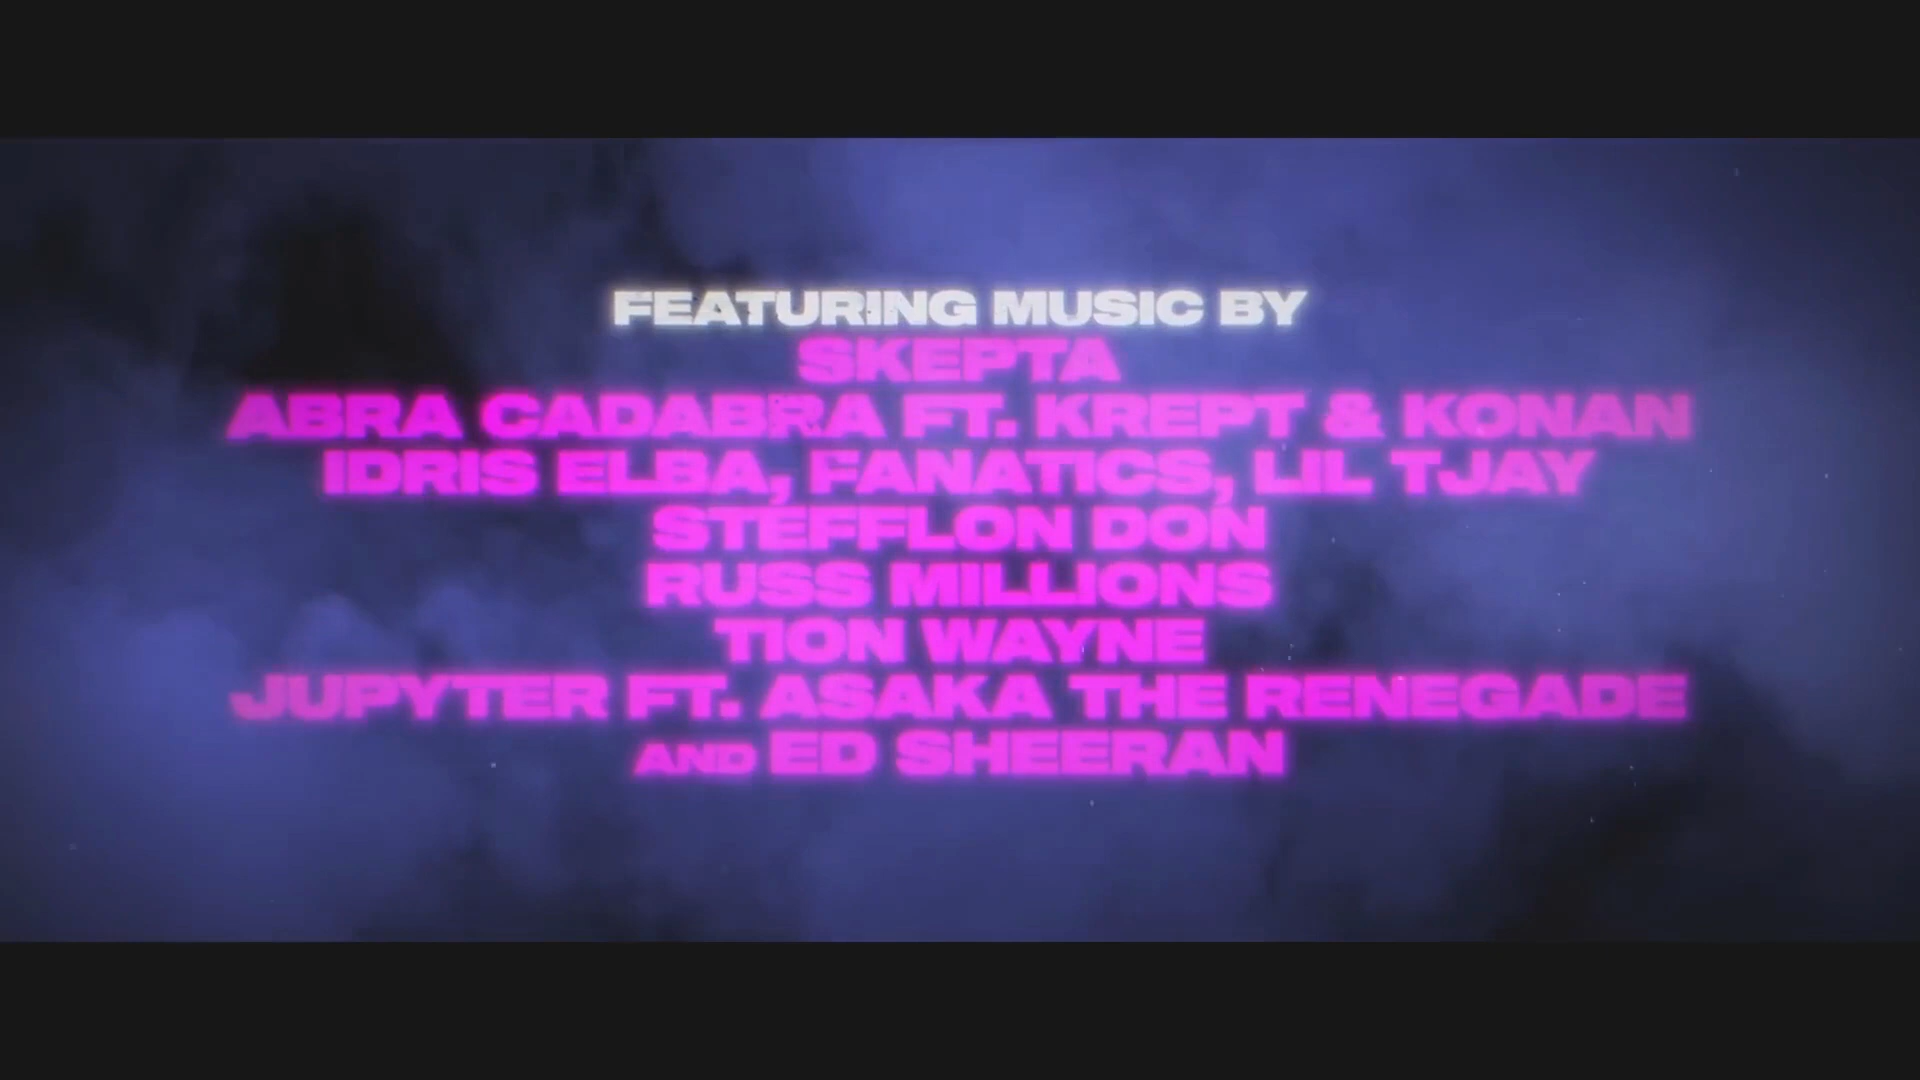 FEATURING MUSIC BY
SKEPTA
ABRA CADABRA FT. KREPT & KONAN
IDRIS ELBA, FANATICS, LIL TJAY
STEFFLON DON
RUSS MILLIONS
TION WAYNE
JUPYTER FT. ASAKA THE RENEGADE
AND ED SHEERAN